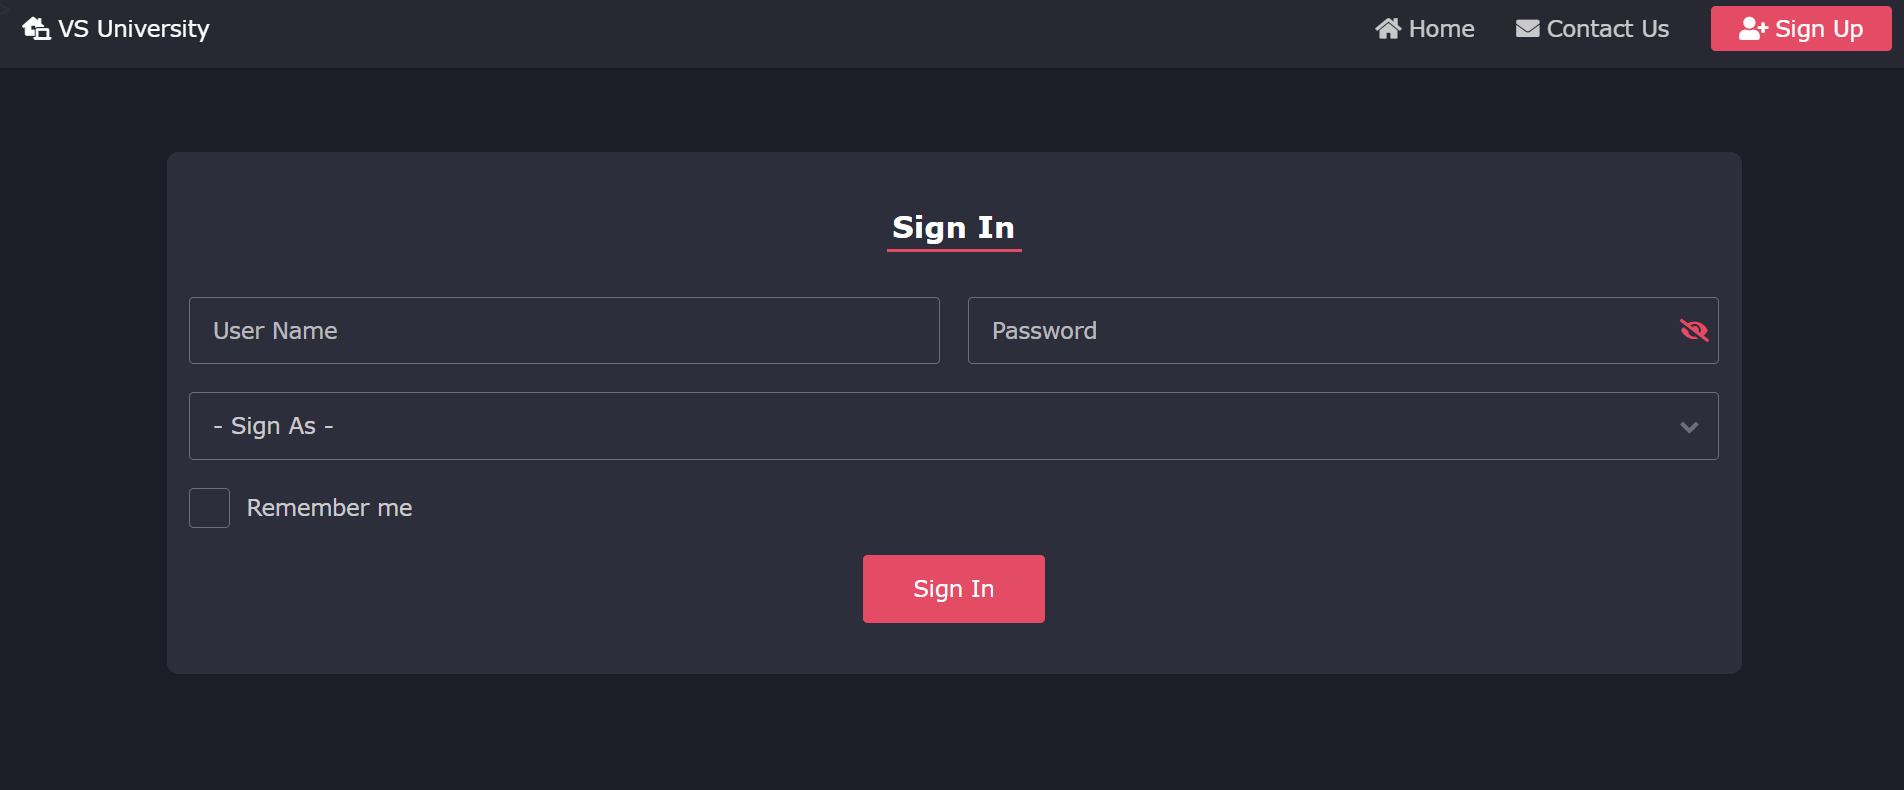 VS University
Home
Contact Us
Sign Up
Sign In
User Name
Password
- Sign As -
Remember me
Sign In